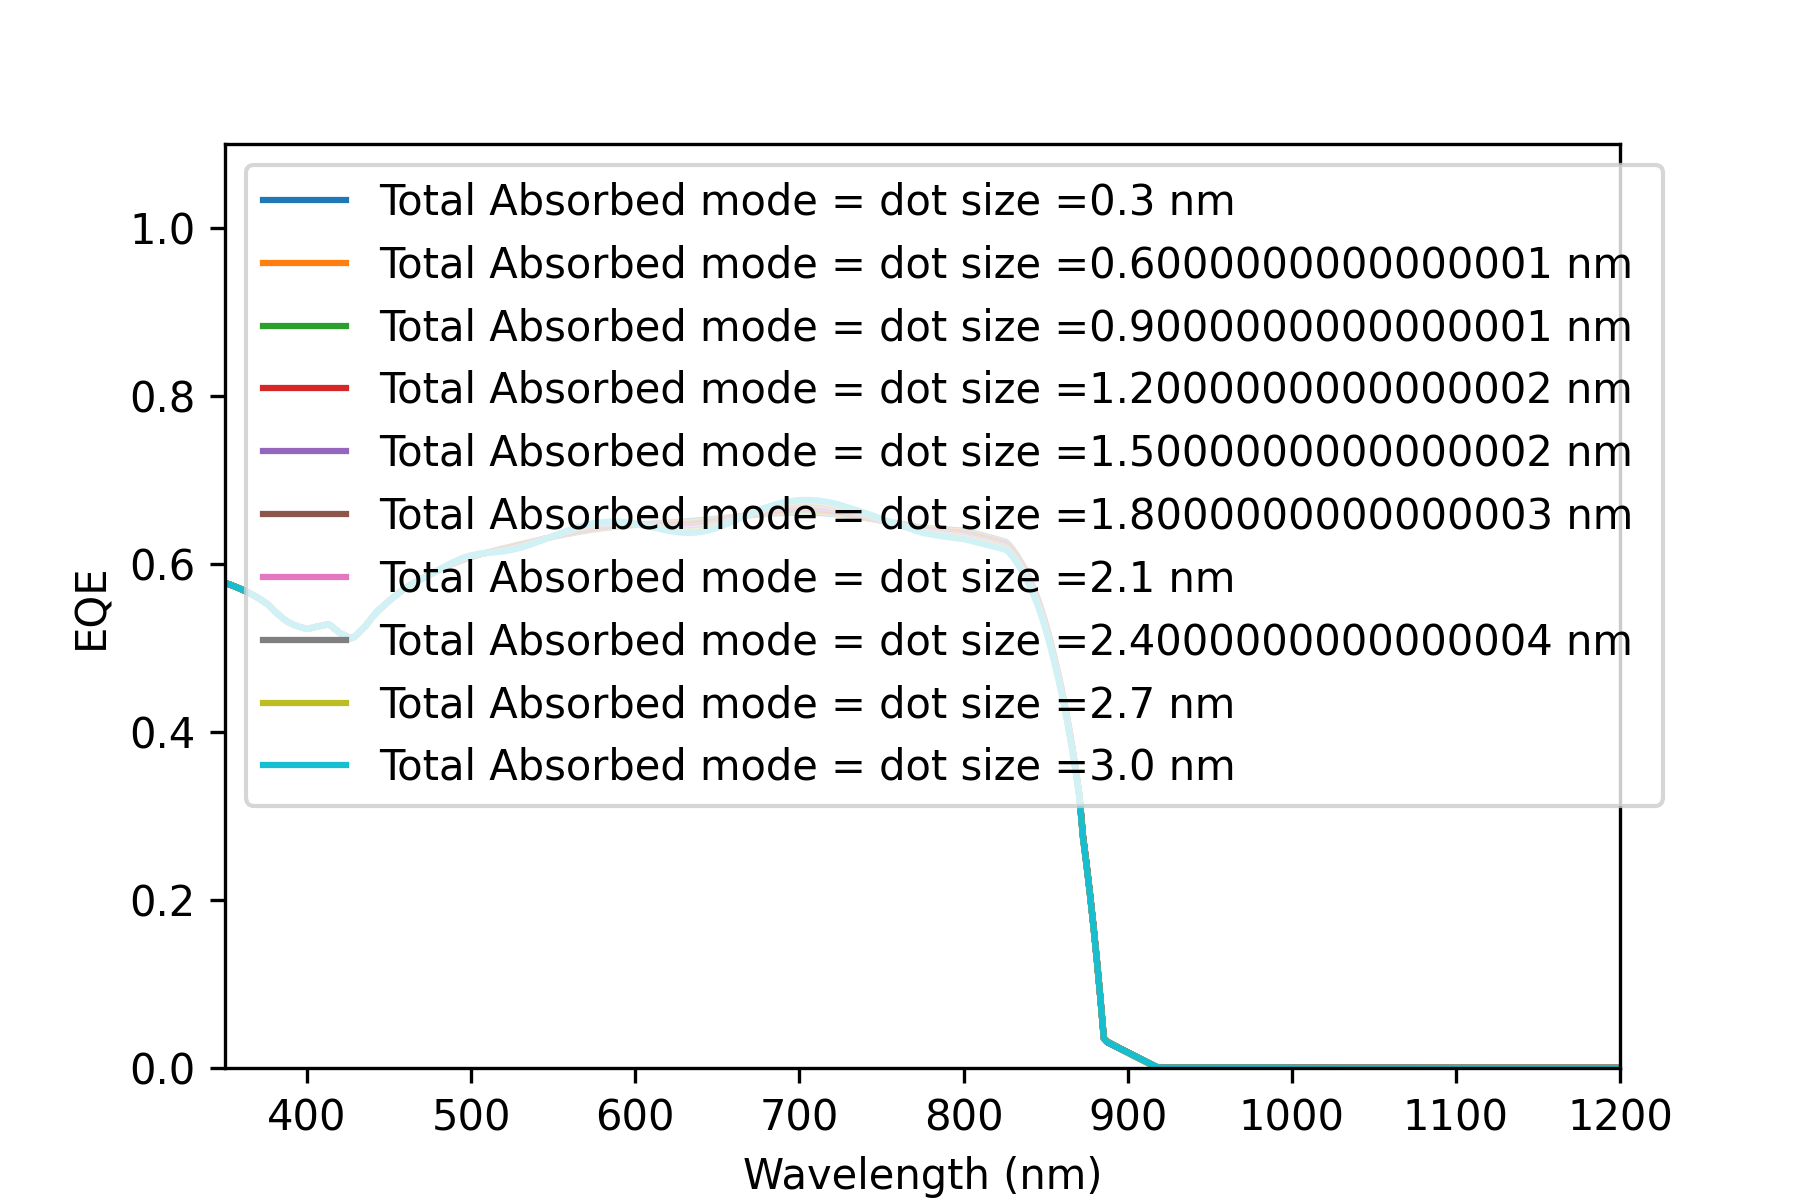 Total Absorbed mode = dot size =0.3 nm
Total Absorbed mode = dot size =0.6000000000000001 nm
Total Absorbed mode = dot size =0.9000000000000001 nm
Total Absorbed mode = dot size =1.2000000000000002 nm
Total Absorbed mode = dot size =1.5000000000000002 nm
Total Absorbed mode = dot size =1.8000000000000003 nm
Total Absorbed mode = dot size =2.1 nm
Total Absorbed mode = dot size =2.4000000000000004 nm
Total Absorbed mode = dot size =2.7 nm
Total Absorbed mode = dot size =3.0 nm
1.0
0.8
0.6
0.4
0.2
0.0
EQE
400 500 600 700 800 900 1000 1100 1200
Wavelength (nm)